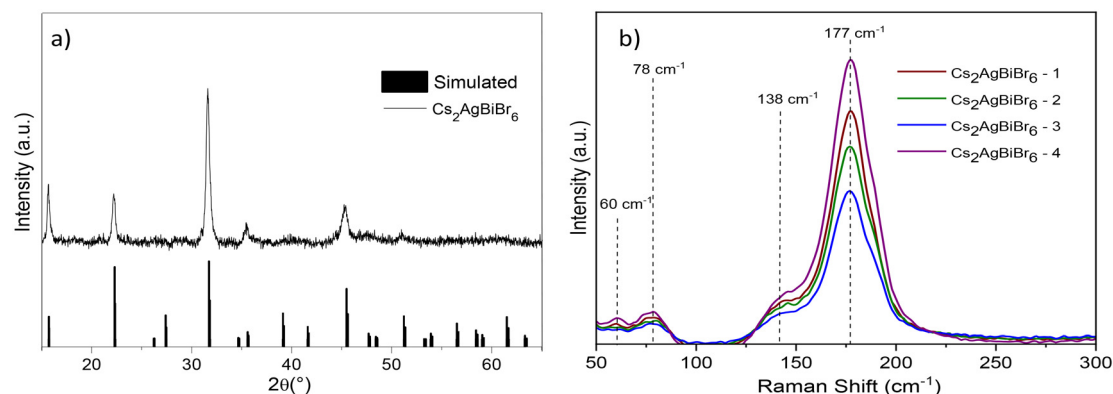 a)
Simulated
Cs₂AgBiBr₆
Intensity (a.u.)
20
30
40
50
60
2θ(°)
b)
177 cm⁻¹
78 cm⁻¹
138 cm⁻¹
60 cm⁻¹
Cs₂AgBiBr₆ - 1
Cs₂AgBiBr₆ - 2
Cs₂AgBiBr₆ - 3
Cs₂AgBiBr₆ - 4
Intensity (a.u.)
50
100
150
200
250
300
Raman Shift (cm⁻¹)